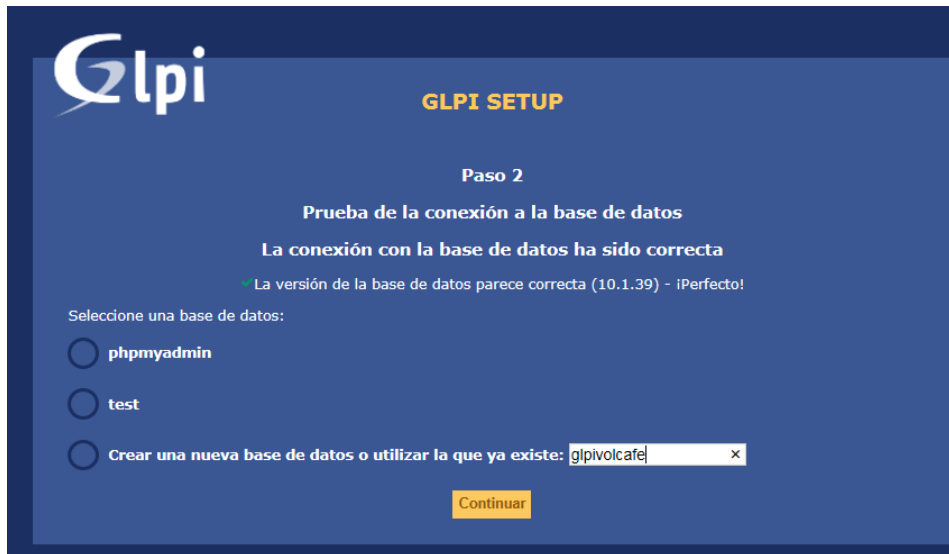 Glpi
GLPI SETUP
Paso 2
Prueba de la conexión a la base de datos
La conexión con la base de datos ha sido correcta
La versión de la base de datos parece correcta (10.1.39) - ¡Perfecto!
Seleccione una base de datos:
phpmyadmin
test
Crear una nueva base de datos o utilizar la que ya existe: glpivolcafe ×
Continuar